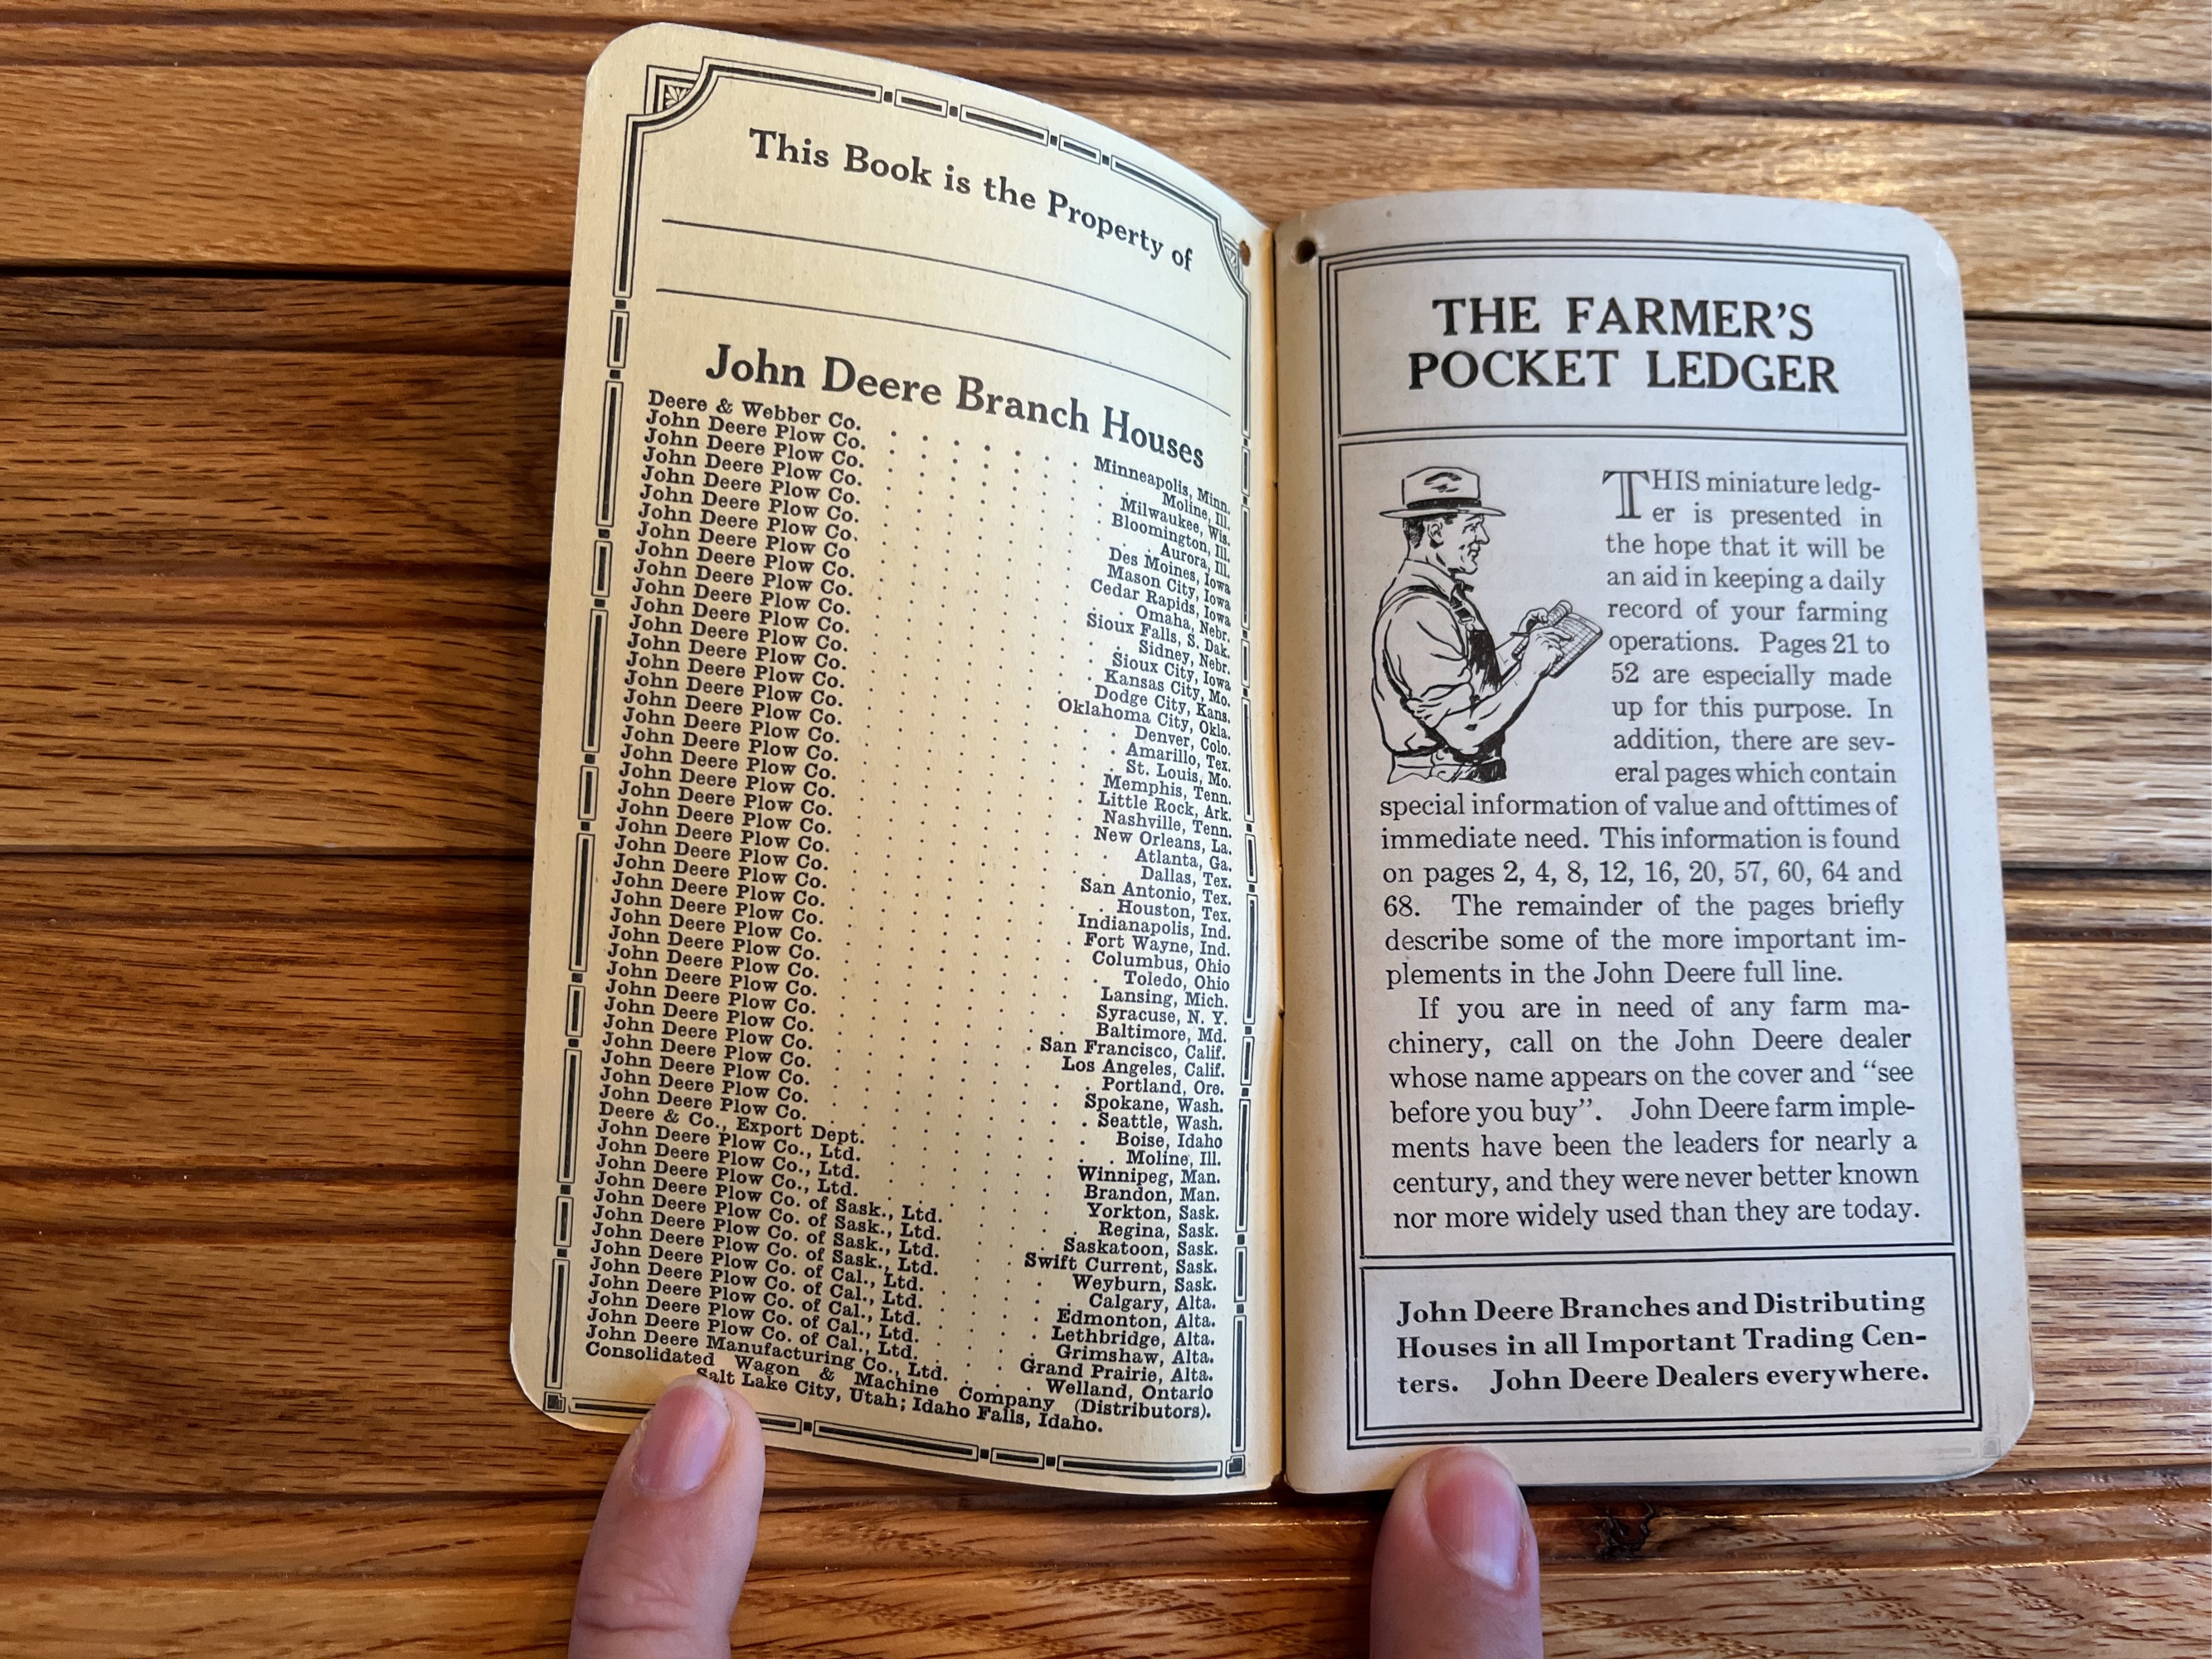 This Book is the Property of
John Deere Branch Houses
Deere & Webber Co. . . . . . . . Minneapolis, Minn.
John Deere Plow Co. . . . . . . . Moline, Ill.
John Deere Plow Co. . . . . . . . Milwaukee, Wis.
John Deere Plow Co. . . . . . . . Bloomington, Ill.
John Deere Plow Co. . . . . . . . Aurora, Ill.
John Deere Plow Co. . . . . . . . Des Moines, Iowa
John Deere Plow Co. . . . . . . . Mason City, Iowa
John Deere Plow Co . . . . . . . Cedar Rapids, Iowa
John Deere Plow Co. . . . . . . . Omaha, Nebr.
John Deere Plow Co. . . . . . . . Sioux Falls, S. Dak.
John Deere Plow Co. . . . . . . . Sidney, Nebr.
John Deere Plow Co. . . . . . . . Sioux City, Iowa
John Deere Plow Co. . . . . . . . Kansas City, Mo.
John Deere Plow Co. . . . . . . . Dodge City, Kans.
John Deere Plow Co. . . . . . . . Oklahoma City, Okla.
John Deere Plow Co. . . . . . . . Denver, Colo.
John Deere Plow Co. . . . . . . . Amarillo, Tex.
John Deere Plow Co. . . . . . . . St. Louis, Mo.
John Deere Plow Co. . . . . . . . Memphis, Tenn.
John Deere Plow Co. . . . . . . . Little Rock, Ark.
John Deere Plow Co. . . . . . . . Nashville, Tenn.
John Deere Plow Co. . . . . . . . New Orleans, La.
John Deere Plow Co. . . . . . . . Atlanta, Ga.
John Deere Plow Co. . . . . . . . Dallas, Tex.
John Deere Plow Co. . . . . . . . San Antonio, Tex.
John Deere Plow Co. . . . . . . . Houston, Tex.
John Deere Plow Co. . . . . . . . Indianapolis, Ind.
John Deere Plow Co. . . . . . . . Fort Wayne, Ind.
John Deere Plow Co. . . . . . . . Columbus, Ohio
John Deere Plow Co. . . . . . . . Toledo, Ohio
John Deere Plow Co. . . . . . . . Lansing, Mich.
John Deere Plow Co. . . . . . . . Syracuse, N. Y.
John Deere Plow Co. . . . . . . . Baltimore, Md.
John Deere Plow Co. . . . . . . . San Francisco, Calif.
John Deere Plow Co. . . . . . . . Los Angeles, Calif.
John Deere Plow Co. . . . . . . . Portland, Ore.
John Deere Plow Co. . . . . . . . Spokane, Wash.
John Deere Plow Co. . . . . . . . Seattle, Wash.
John Deere Plow Co. . . . . . . . Boise, Idaho
Deere & Co., Export Dept. . . . . . . Moline, Ill.
John Deere Plow Co., Ltd. . . . . . Winnipeg, Man.
John Deere Plow Co., Ltd. . . . . . Brandon, Man.
John Deere Plow Co., Ltd. . . . . . Yorkton, Sask.
John Deere Plow Co. of Sask., Ltd. . . . . Regina, Sask.
John Deere Plow Co. of Sask., Ltd. . . . Saskatoon, Sask.
John Deere Plow Co. of Sask., Ltd. . . Swift Current, Sask.
John Deere Plow Co. of Sask., Ltd. . . . Weyburn, Sask.
John Deere Plow Co. of Cal., Ltd. . . . . Calgary, Alta.
John Deere Plow Co. of Cal., Ltd. . . . Edmonton, Alta.
John Deere Plow Co. of Cal., Ltd. . . . Lethbridge, Alta.
John Deere Plow Co. of Cal., Ltd. . . . Grimshaw, Alta.
John Deere Plow Co. of Cal., Ltd. . . Grand Prairie, Alta.
John Deere Manufacturing Co., Ltd. . . . Welland, Ontario
Consolidated Wagon & Machine Company (Distributors).
Salt Lake City, Utah; Idaho Falls, Idaho.
THE FARMER'S
POCKET LEDGER
THIS miniature ledg-
er is presented in
the hope that it will be
an aid in keeping a daily
record of your farming
operations. Pages 21 to
52 are especially made
up for this purpose. In
addition, there are sev-
eral pages which contain
special information of value and ofttimes of
immediate need. This information is found
on pages 2, 4, 8, 12, 16, 20, 57, 60, 64 and
68. The remainder of the pages briefly
describe some of the more important im-
plements in the John Deere full line.
If you are in need of any farm ma-
chinery, call on the John Deere dealer
whose name appears on the cover and "see
before you buy". John Deere farm imple-
ments have been the leaders for nearly a
century, and they were never better known
nor more widely used than they are today.
John Deere Branches and Distributing
Houses in all Important Trading Cen-
ters. John Deere Dealers everywhere.